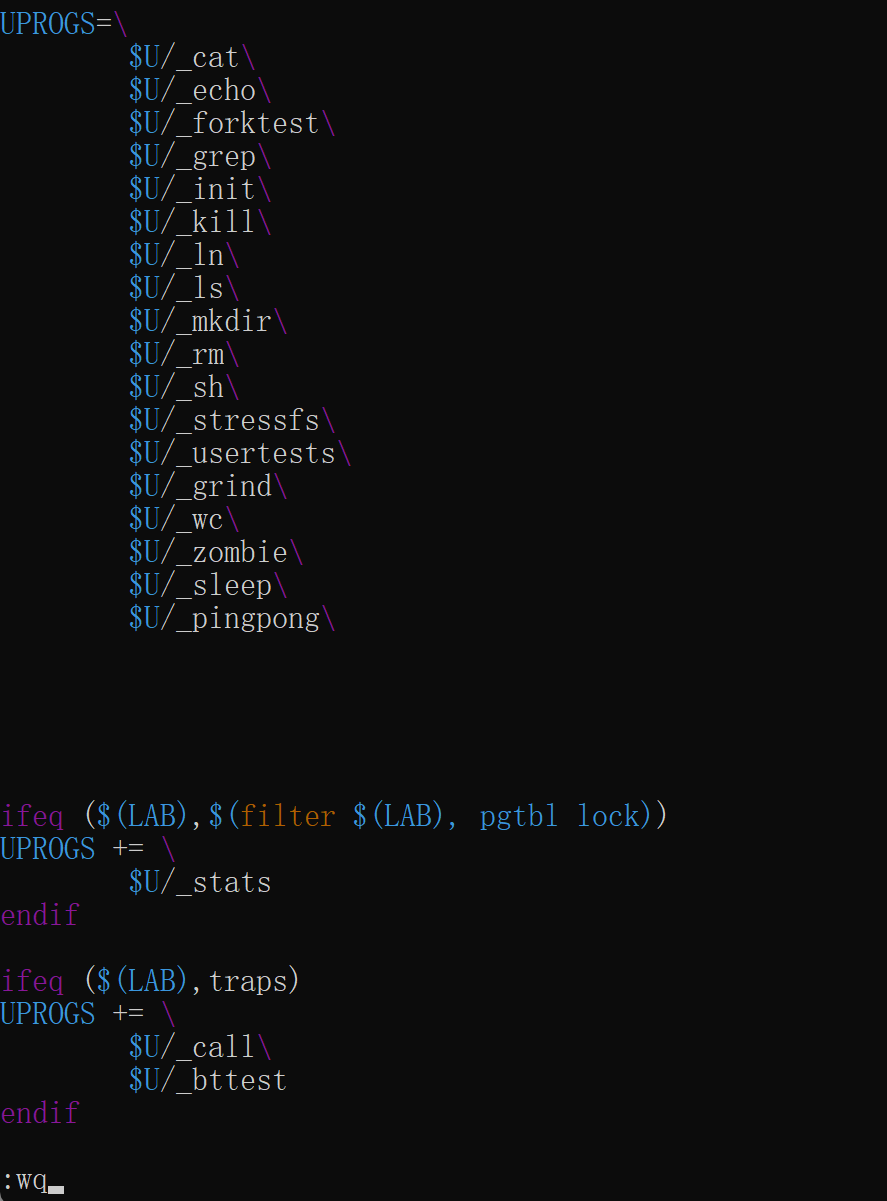 UPROGS=\
$U/_cat\
$U/_echo\
$U/_forktest\
$U/_grep\
$U/_init\
$U/_kill\
$U/_ln\
$U/_ls\
$U/_mkdir\
$U/_rm\
$U/_sh\
$U/_stressfs\
$U/_usertests\
$U/_grind\
$U/_wc\
$U/_zombie\
$U/_sleep\
$U/_pingpong\
ifeq ($(LAB),$(filter $(LAB), pgtbl lock))
UPROGS += \
$U/_stats
endif
ifeq ($(LAB),traps)
UPROGS += \
$U/_call\
$U/_bttest
endif
:wq